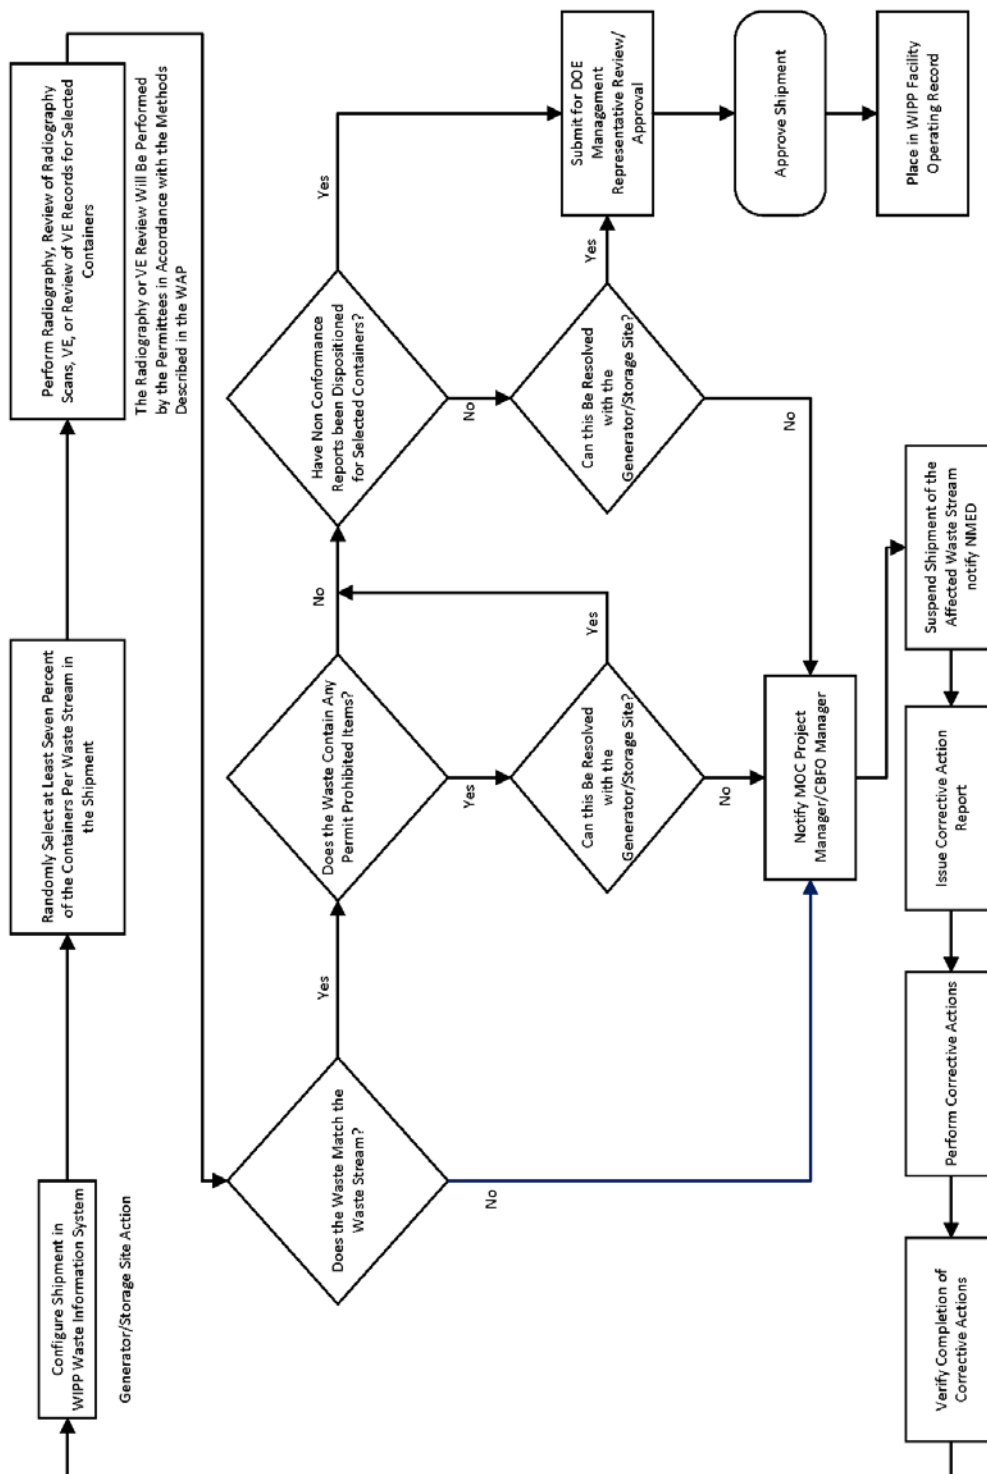 Configure Shipment in
WIPP Waste Information System
Generator/Storage Site Action
Randomly Select at Least Seven Percent
of the Containers Per Waste Stream in
the Shipment
Perform Radiography, Review of Radiography
Scans, VE, or Review of VE Records for Selected
Containers
The Radiography or VE Review Will Be Performed
by the Permittees in Accordance with the Methods
Described in the WAP
Does the Waste Match the
Waste Stream?
Yes
No
Does the Waste Contain Any
Permit Prohibited Items?
No
Yes
Have Non Conformance
Reports been Dispositioned
for Selected Containers?
Yes
No
Can this Be Resolved
with the
Generator/Storage Site?
Yes
No
Can this Be Resolved
with the
Generator/Storage Site?
Yes
No
Submit for DOE
Management
Representative Review/
Approval
Approve Shipment
Place in WIPP Facility
Operating Record
Notify MOC Project
Manager/CBFO Manager
Suspend Shipment of the
Affected Waste Stream
notify NMED
Issue Corrective Action
Report
Perform Corrective Actions
Verify Completion of
Corrective Actions